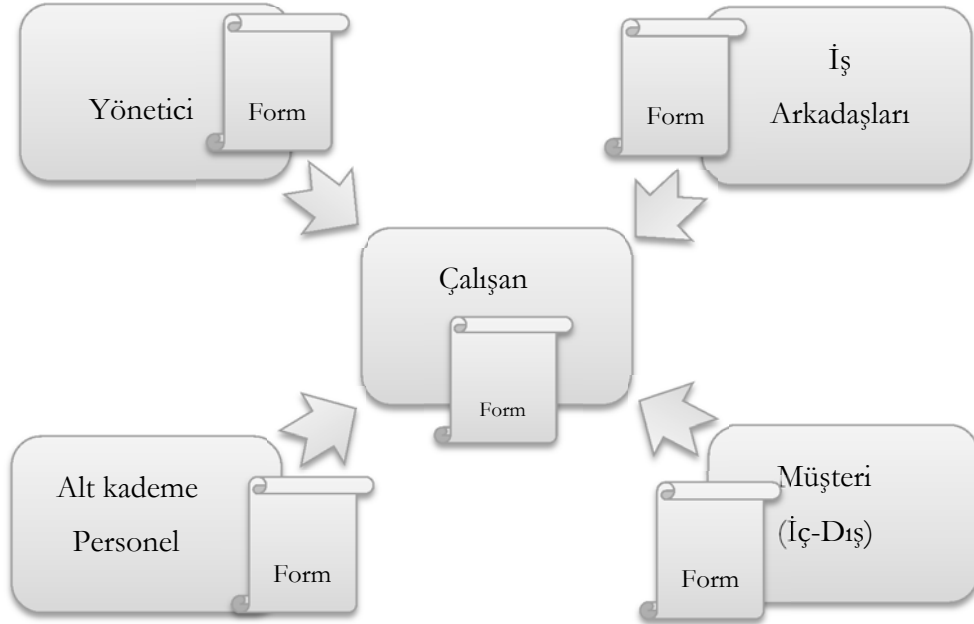 Yönetici
Form
Form
İş
Arkadaşları
Çalışan
Form
Alt kademe
Personel
Form
Müşteri
(İç-Dış)
Form